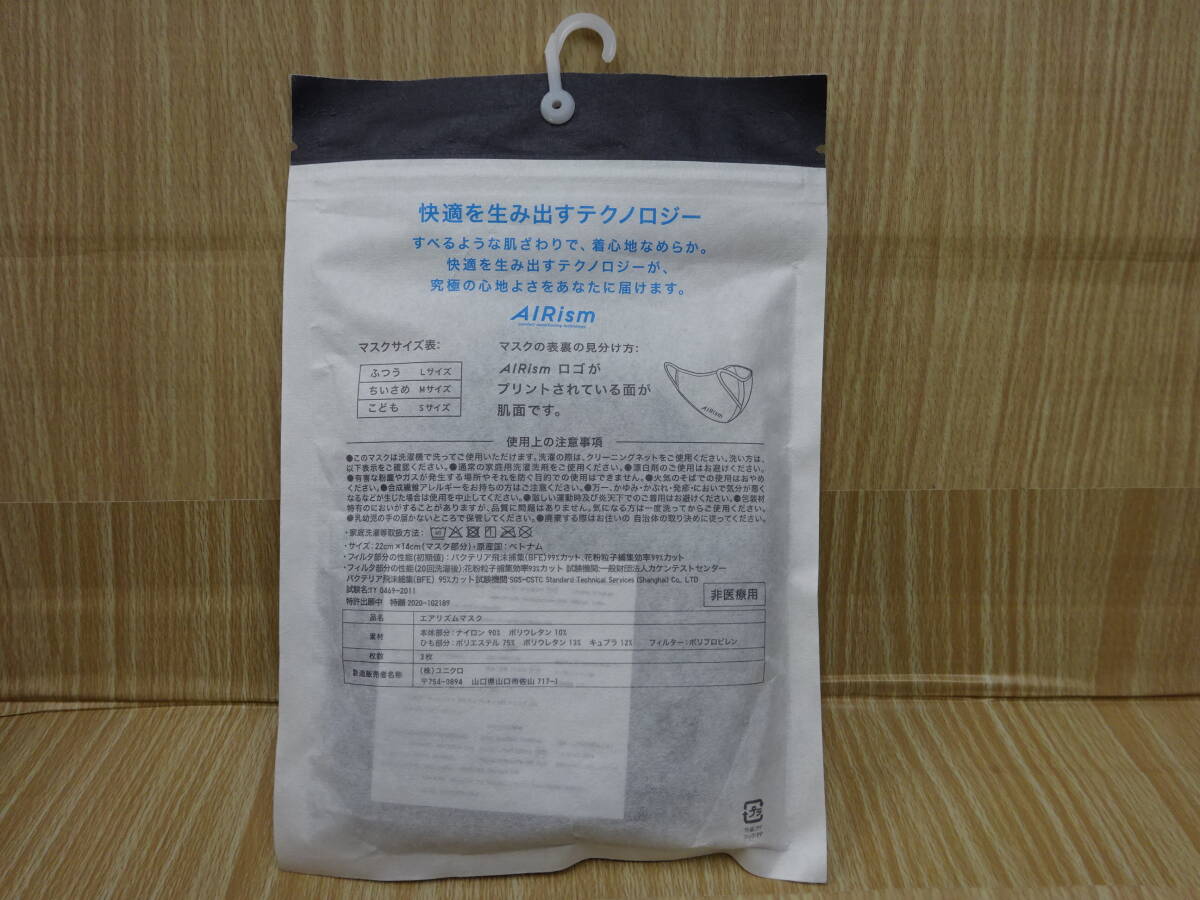 快適を生み出すテクノロジー
すべるような肌ざわりで、着心地なめらか。
快適を生み出すテクノロジーが、
究極の心地よさをあなたに届けます。
AIRism
マスクサイズ表:
ふつう Lサイズ
ちいさめ Mサイズ
こども Sサイズ
マスクの表裏の見分け方:
AIRism ロゴが
プリントされている面が
肌面です。
AIRism
使用上の注意事項
●このマスクは洗濯機で洗ってご使用いただけます。洗濯の際は、クリーニングネットをご使用ください。洗い方は、
以下表示をご確認ください。●通常の家庭用洗濯洗剤をご使用ください。●漂白剤のご使用はお避けください。
●有害な粉塵やガスが発生する場所やそれを防ぐ目的での使用はできません。●火気のそばでの使用はおやめ
ください。●合成繊維アレルギーをお持ちの方はご注意ください。●万一、かゆみ・かぶれ・発疹・においで気分が悪く
なるなどが生じた場合は使用を中止してください。●激しい運動時及び炎天下でのご着用はお避けください。●包装材
特有のにおいがすることがありますが、品質に問題はありません。気になる方は一度洗ってからご使用ください。
●乳幼児の手の届かないところで保管してください。●廃棄する際はお住いの 自治体の取り決めに従ってください。
・家庭洗濯等取扱方法:
・サイズ: 22cm×14cm(マスク部分)・原産国: ベトナム
・フィルタ部分の性能(初期値): バクテリア飛沫捕集(BFE)99%カット、花粉粒子捕集効率99%カット
・フィルタ部分の性能(20回洗濯後):花粉粒子捕集効率93%カット 試験機関:一般財団法人カケンテストセンター
バクテリア飛沫捕集(BFE) 95%カット試験機関 SGS-CSTC Standard Technical Services (Shanghai) Co., LTD
試験名:TY 0469-2011
特許出願中 特願 2020-102189
非医療用
品名 エアリズムマスク
素材 本体部分: ナイロン 90% ポリウレタン 10%
ひも部分: ポリエステル 75% ポリウレタン 13% キュプラ 12% フィルター: ポリプロピレン
枚数 3枚
製造販売者名称 (株)ユニクロ
〒754-0894 山口県山口市佐山 717-1
プラ